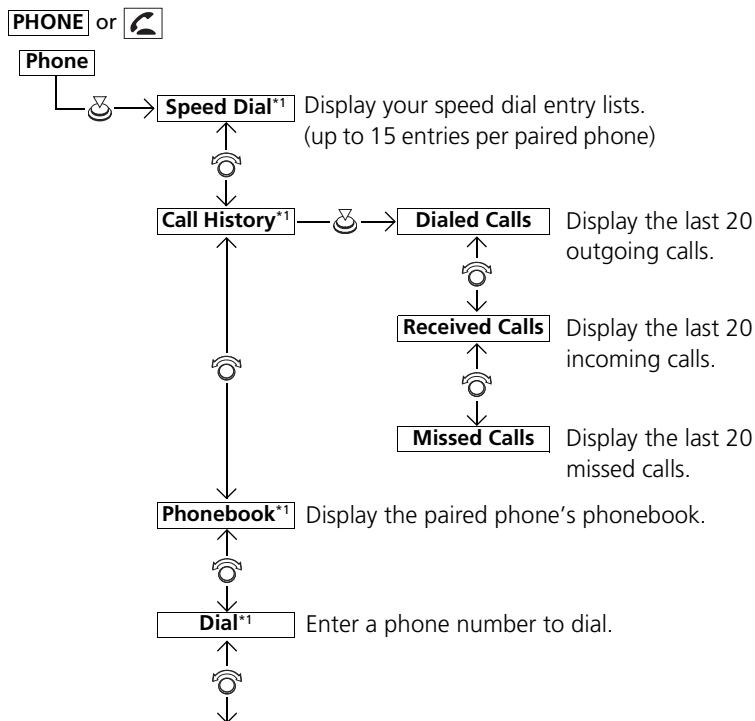 PHONE or
Phone
Speed Dial*1 Display your speed dial entry lists.
(up to 15 entries per paired phone)
Call History*1 Dialed Calls Display the last 20
outgoing calls.
Received Calls Display the last 20
incoming calls.
Missed Calls Display the last 20
missed calls.
Phonebook*1 Display the paired phone’s phonebook.
Dial*1 Enter a phone number to dial.